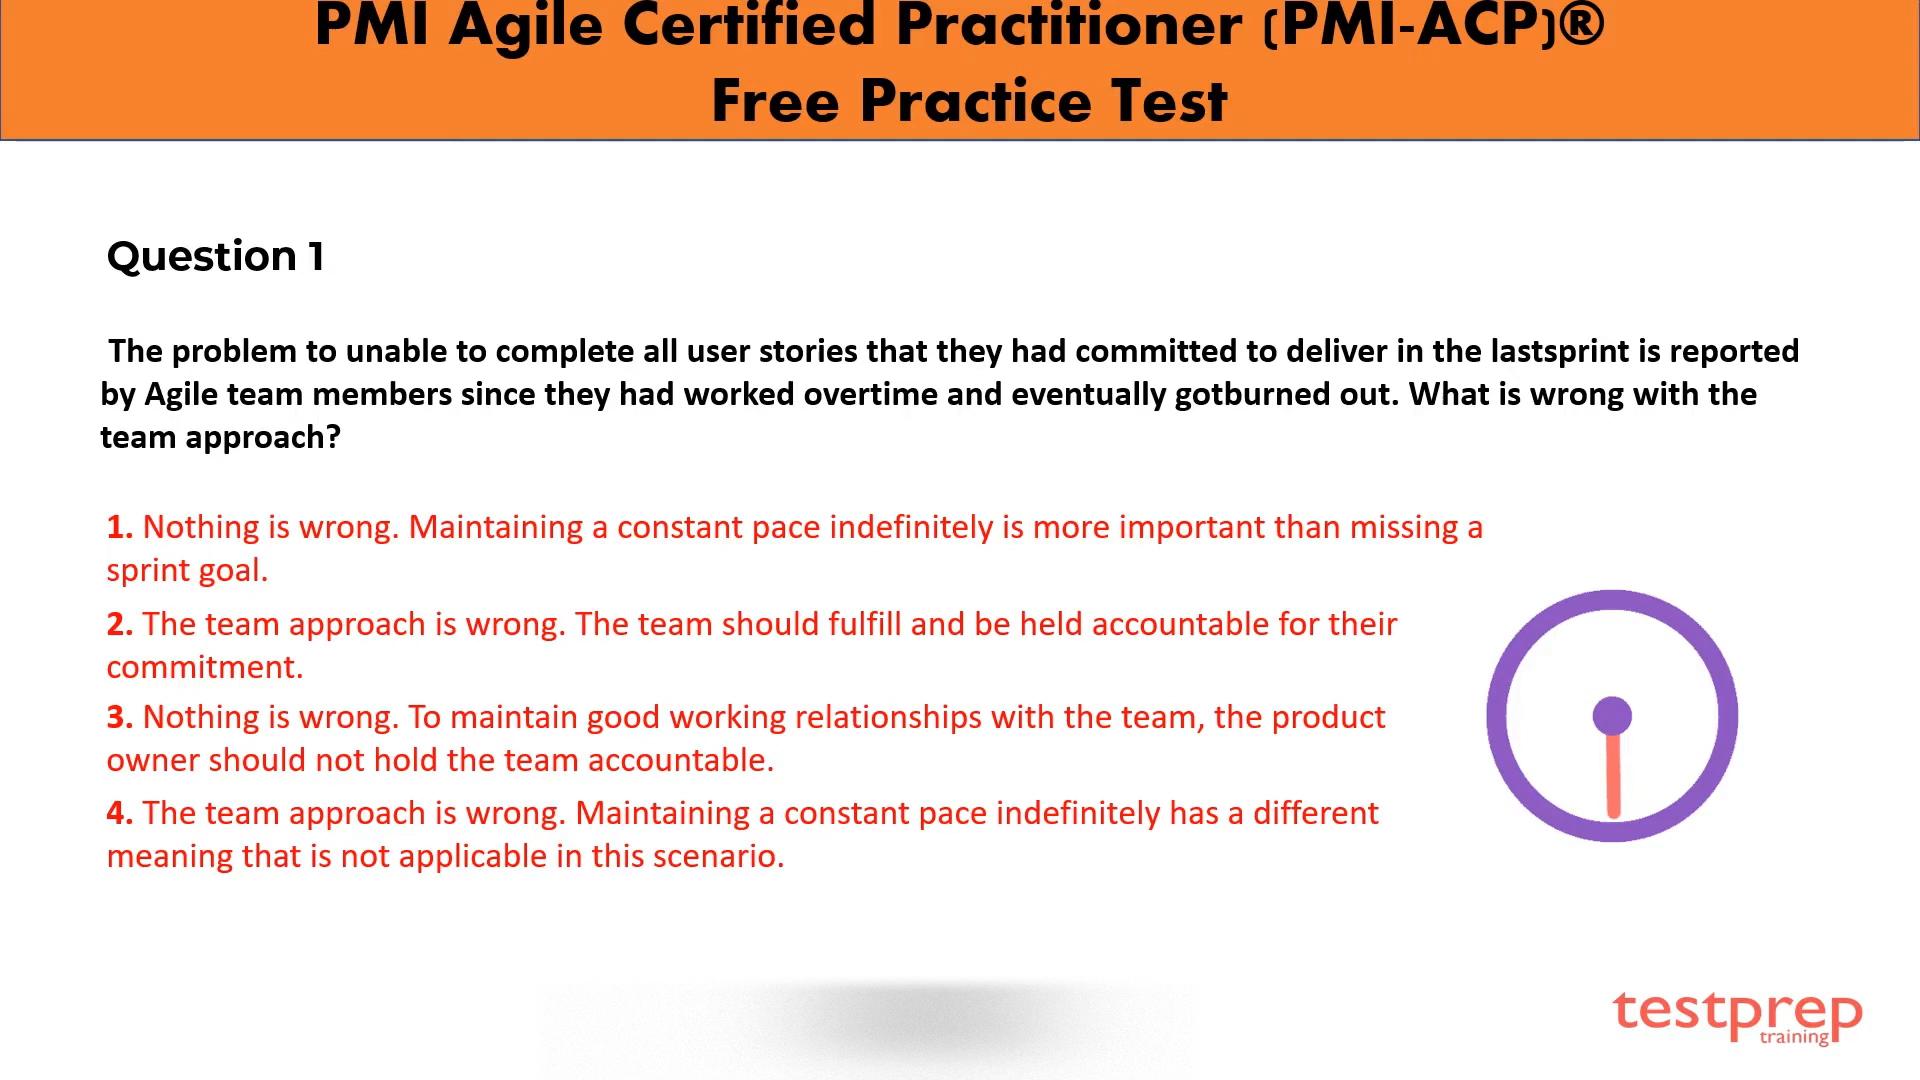 PMI Agile Certified Practitioner (PMI-ACP)®
Free Practice Test
Question 1
The problem to unable to complete all user stories that they had committed to deliver in the lastsprint is reported
by Agile team members since they had worked overtime and eventually gotburned out. What is wrong with the
team approach?
1. Nothing is wrong. Maintaining a constant pace indefinitely is more important than missing a
sprint goal.
2. The team approach is wrong. The team should fulfill and be held accountable for their
commitment.
3. Nothing is wrong. To maintain good working relationships with the team, the product
owner should not hold the team accountable.
4. The team approach is wrong. Maintaining a constant pace indefinitely has a different
meaning that is not applicable in this scenario.
testprep
training